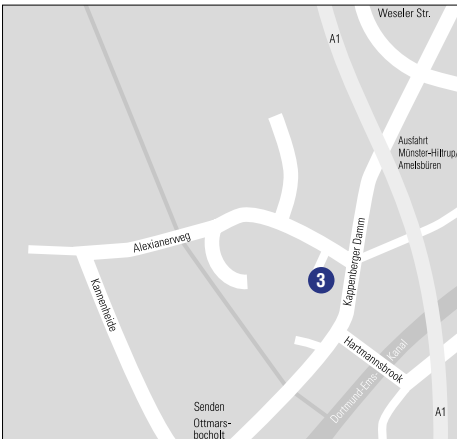 Weseler Str.
A1
Ausfahrt
Münster-Hiltrup/
Amelsbüren
Alexianerweg
Kappenberger Damm
3
Kannenheide
Hartmannsbrook
Dortmund-Ems-Kanal
Senden
Ottmars-
bocholt
A1